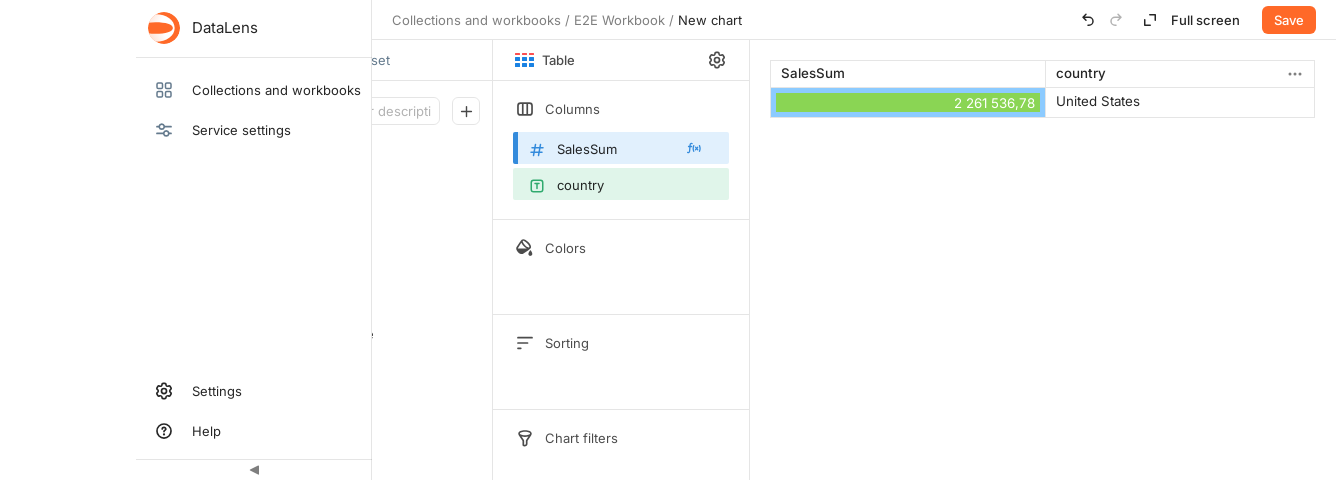 DataLens
Collections and workbooks
Service settings
Settings
Help
Collections and workbooks / E2E Workbook / New chart
Full screen
Save
set
r descripti
Table
Columns
SalesSum
country
Colors
Sorting
Chart filters
SalesSum country
2 261 536,78 United States